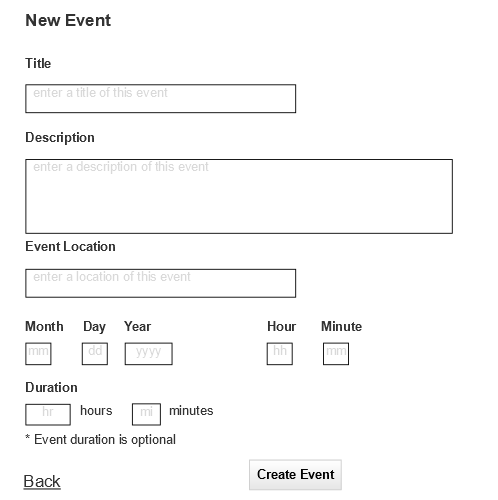 New Event
Title
enter a title of this event
Description
enter a description of this event
Event Location
enter a location of this event
Month Day Year Hour Minute
mm dd yyyy hh mm
Duration
hr hours mi minutes
* Event duration is optional
Back Create Event